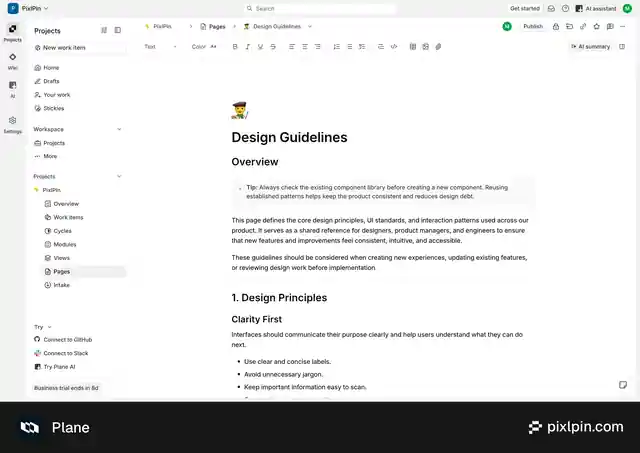 PixlPin
Search
Get started
AI assistant
M
Projects
Wiki
AI
Settings
Projects
New work item
Home
Drafts
Your work
Stickies
Workspace
Projects
More
Projects
PixlPin
Overview
Work items
Cycles
Modules
Views
Pages
Intake
Try
Connect to GitHub
Connect to Slack
Try Plane AI
Business trial ends in 8d
PixlPin
Pages
Design Guidelines
M
Publish
Text
Color
AI summary
Design Guidelines
Overview
Tip: Always check the existing component library before creating a new component. Reusing
established patterns helps keep the product consistent and reduces design debt.
This page defines the core design principles, UI standards, and interaction patterns used across our
product. It serves as a shared reference for designers, product managers, and engineers to ensure
that new features and improvements feel consistent, intuitive, and accessible.
These guidelines should be considered when creating new experiences, updating existing features,
or reviewing design work before implementation.
1. Design Principles
Clarity First
Interfaces should communicate their purpose clearly and help users understand what they can do
next.
Use clear and concise labels.
Avoid unnecessary jargon.
Keep important information easy to scan.
Plane
pixlpin.com